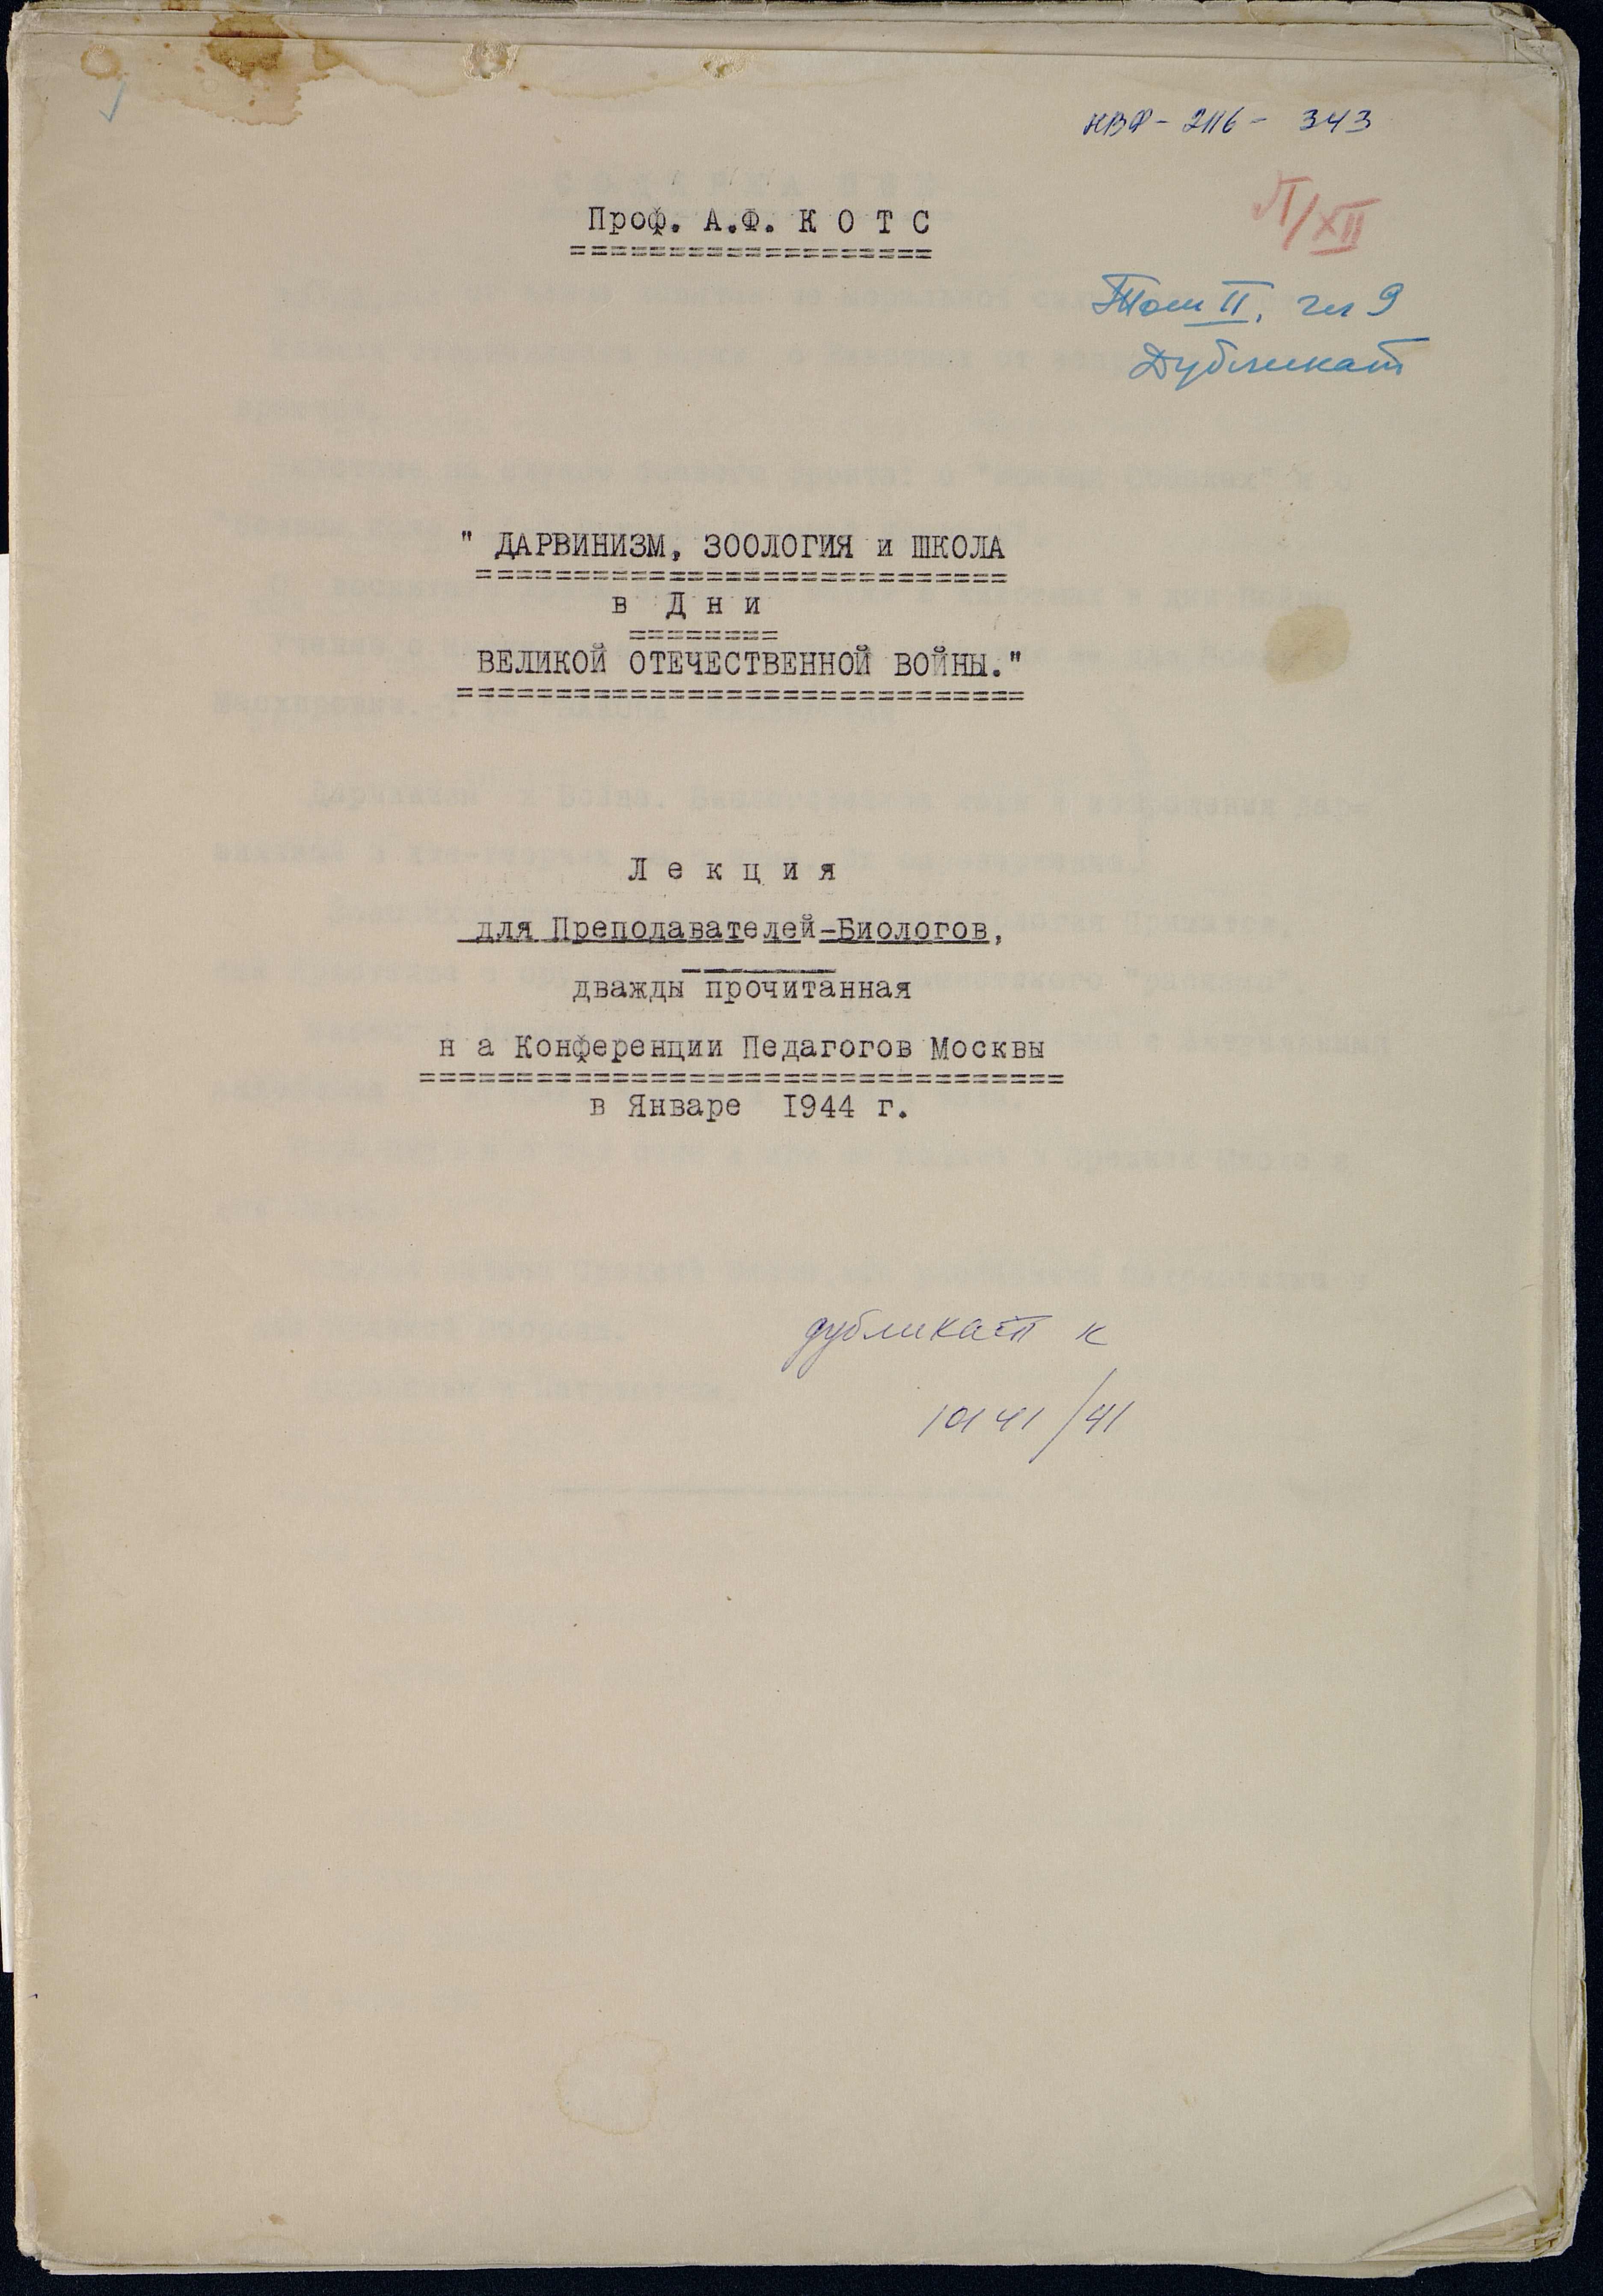 НВФ - 2116 - 343
Проф. А.Ф. К О Т С
VI/XII
Том II, гл 9
Дубликат
" ДАРВИНИЗМ, ЗООЛОГИЯ и ШКОЛА
в Д н и
ВЕЛИКОЙ ОТЕЧЕСТВЕННОЙ ВОЙНЫ."
Л е к ц и я
для Преподавателей-Биологов,
дважды прочитанная
н а Конференции Педагогов Москвы
в Январе 1944 г.
дубликат к
10141/41